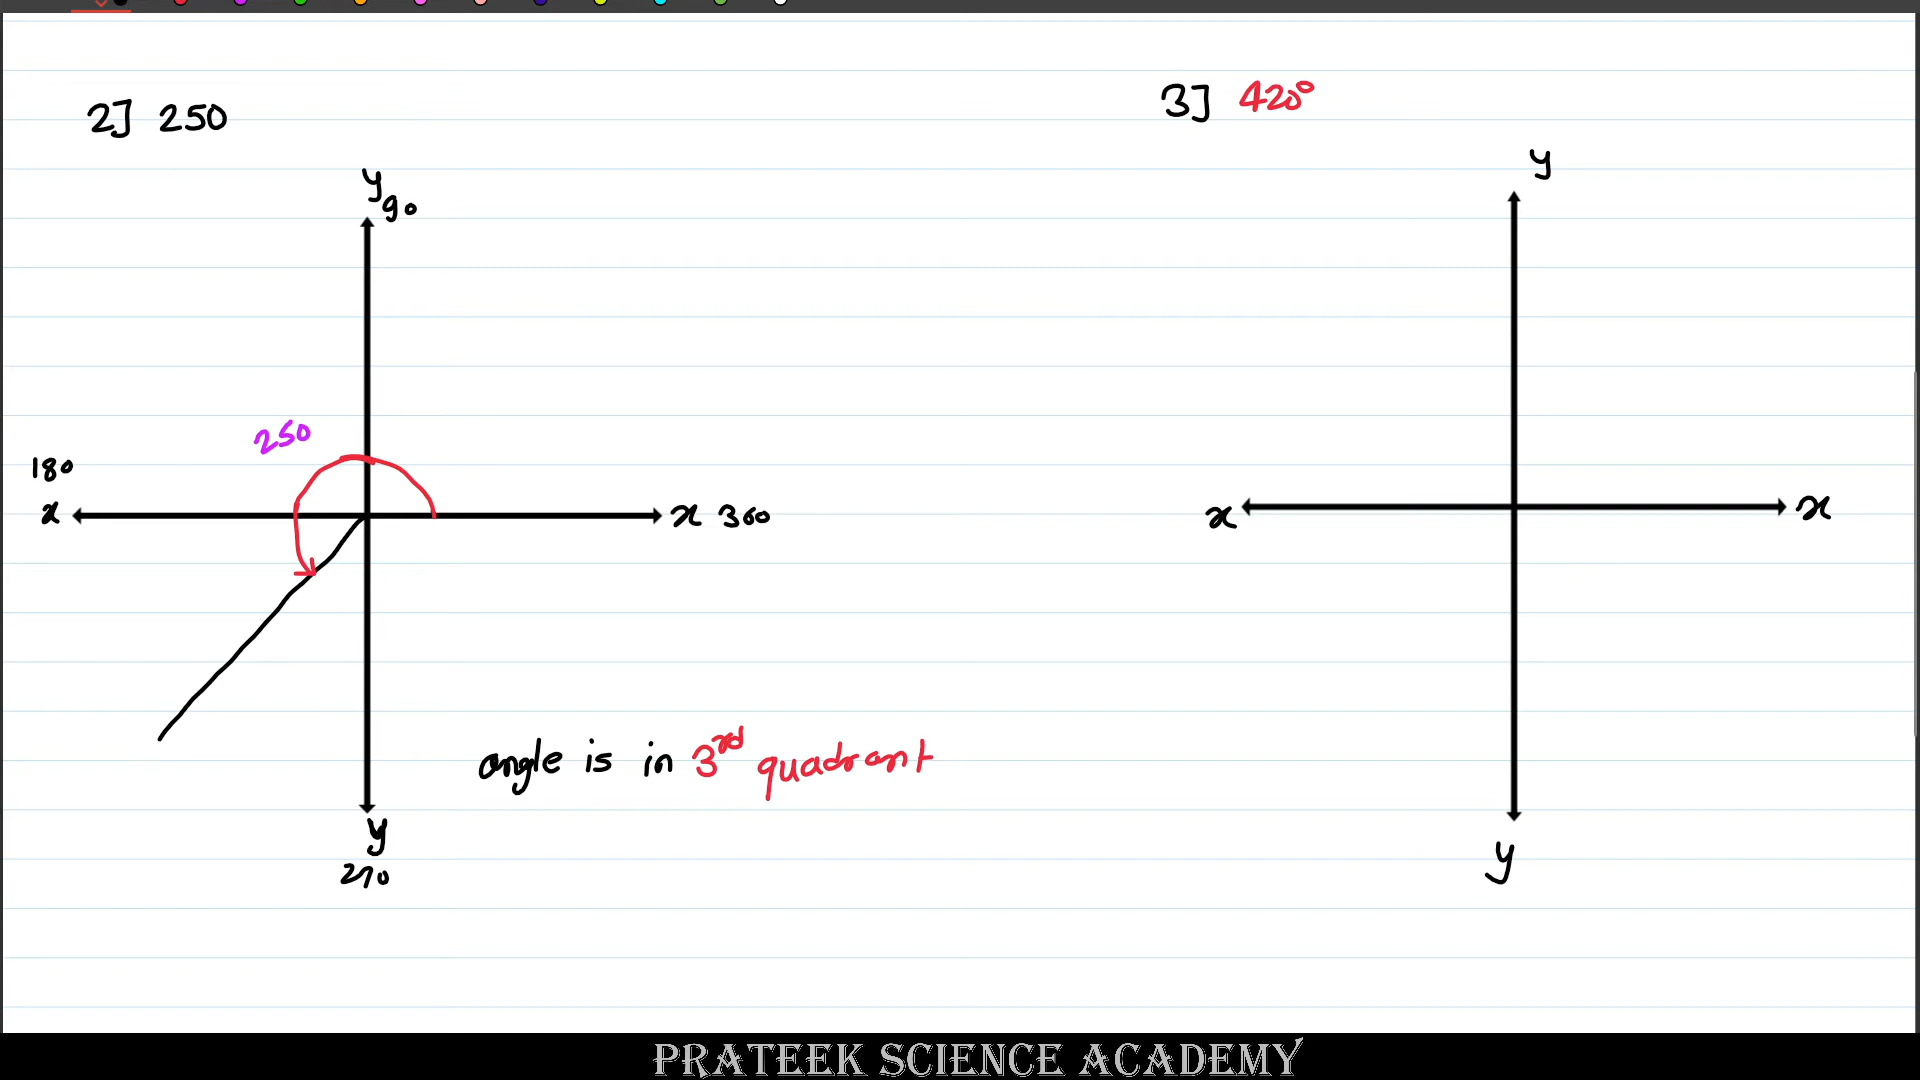 2] 250
3] 420°
y
90
y
250
180
x
x 360
x
x
angle is in 3rd quadrant
y
270
y
PRATEEK SCIENCE ACADEMY